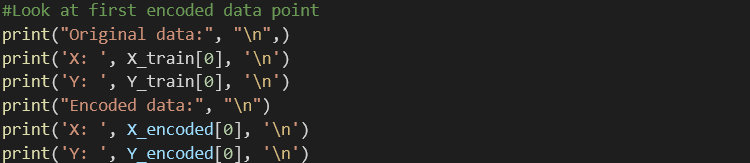 #Look at first encoded data point
print("Original data:", "\n",)
print('X: ', X_train[0], '\n')
print('Y: ', Y_train[0], '\n')
print("Encoded data:", "\n")
print('X: ', X_encoded[0], '\n')
print('Y: ', Y_encoded[0], '\n')